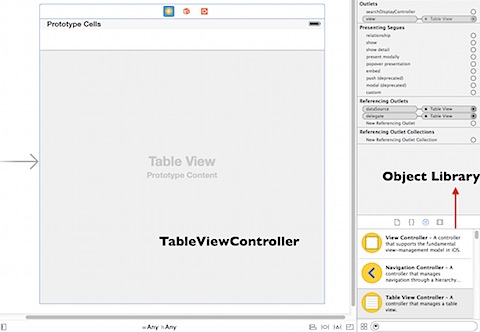 Prototype Cells
Table View
Prototype Content
TableViewController
wAny hAny
Outlets
searchDisplayController
view
Table View
Presenting Segues
relationship
show
show detail
present modally
popover presentation
embed
push (deprecated)
modal (deprecated)
custom
Referencing Outlets
dataSource
Table View
delegate
Table View
New Referencing Outlet
Referencing Outlet Collections
New Referencing Outlet Collection
Object Library
View Controller - A controller
that supports the fundamental
view-management model in iOS.
Navigation Controller - A
controller that manages
navigation through a hierarchy...
Table View Controller - A
controller that manages a
table view.